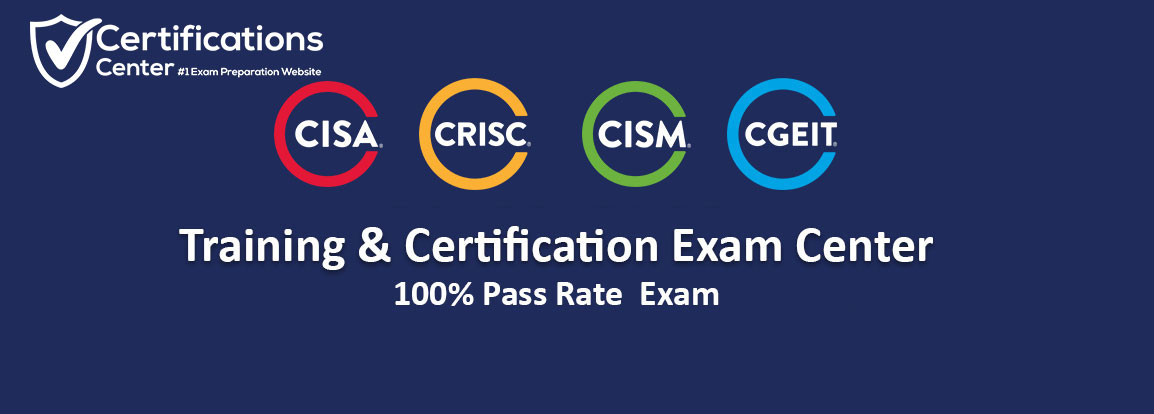 Certifications
Center #1 Exam Preparation Website
CISA® CRISC® CISM® CGEIT®
Training & Certification Exam Center
100% Pass Rate Exam